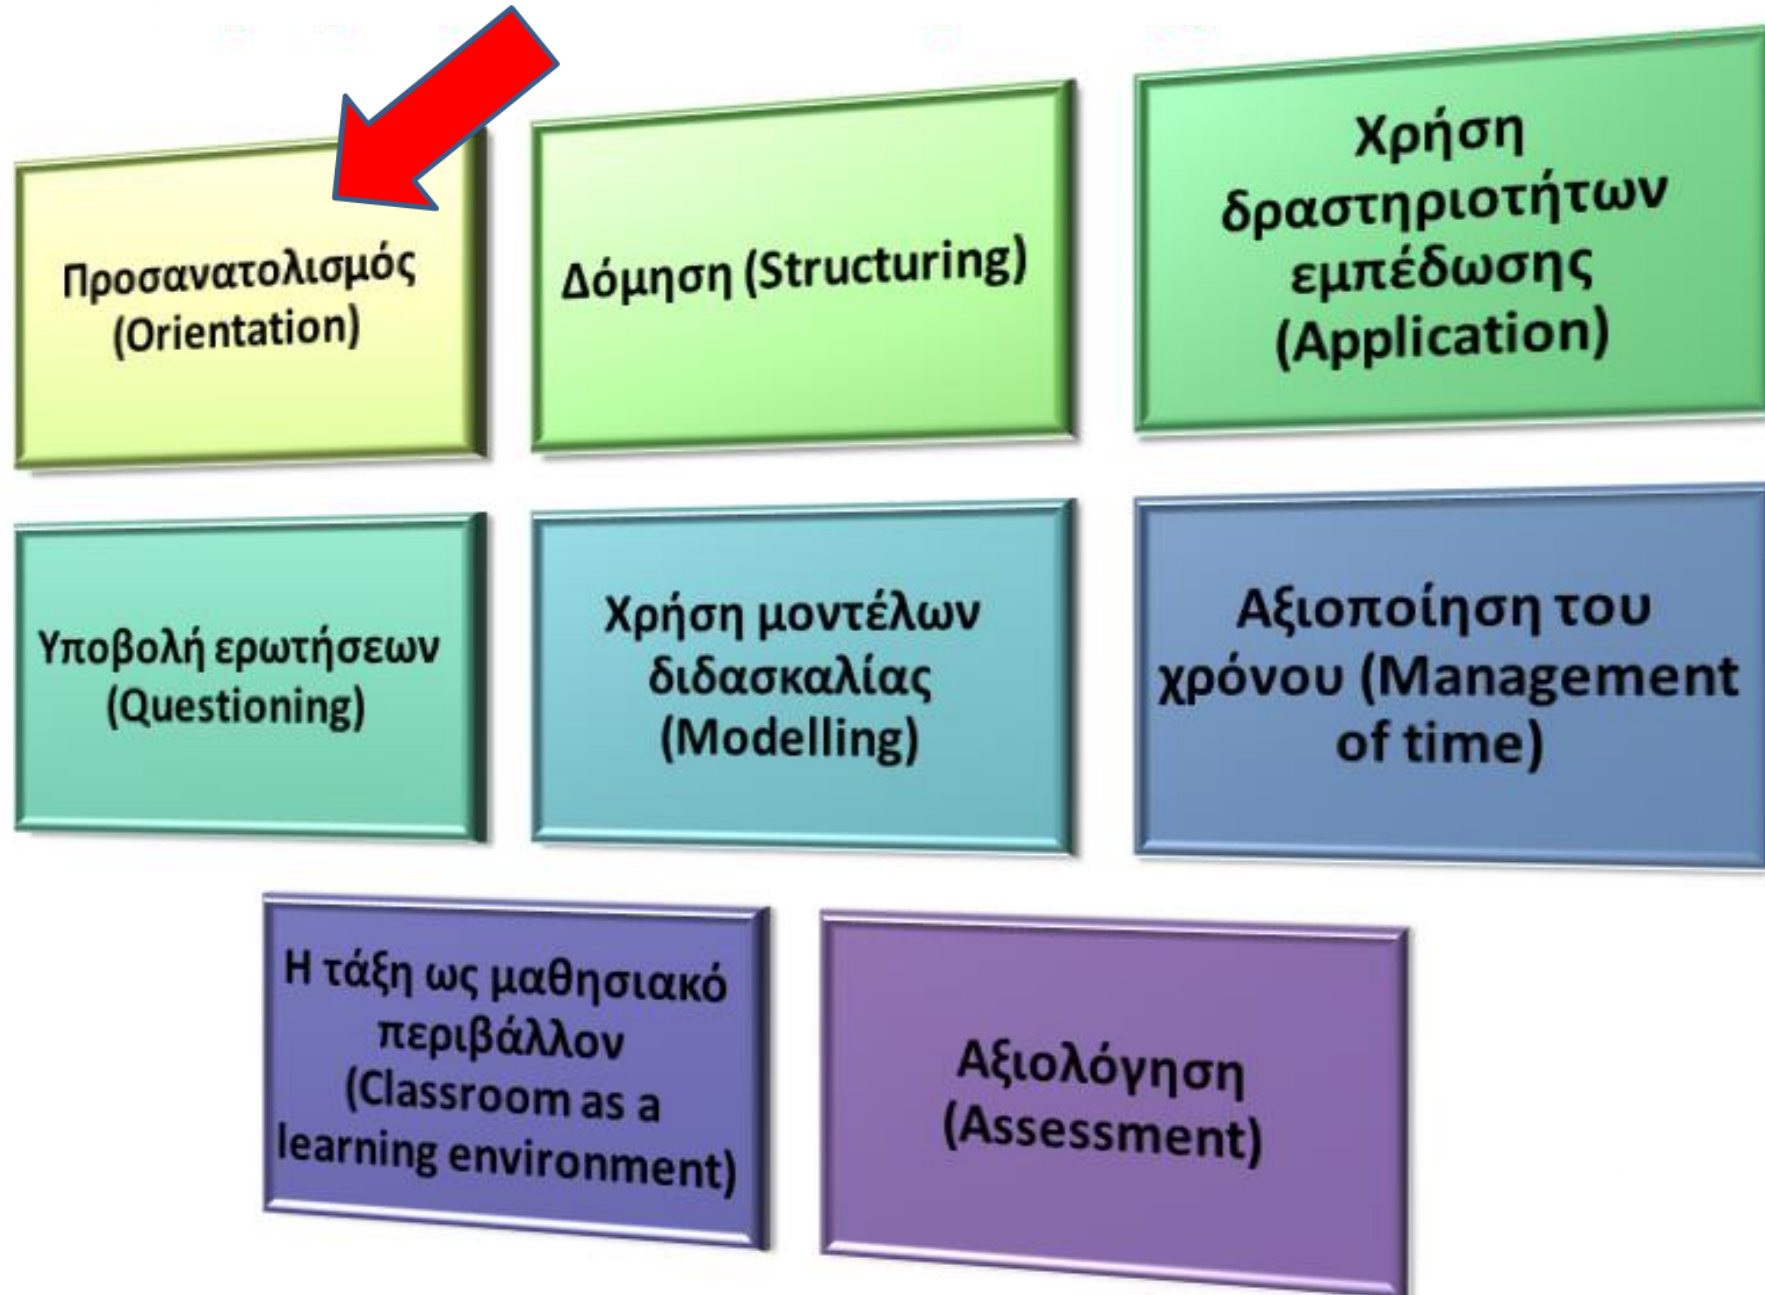 Προσανατολισμός
(Orientation)
Δόμηση (Structuring)
Χρήση
δραστηριοτήτων
εμπέδωσης
(Application)
Υποβολή ερωτήσεων
(Questioning)
Χρήση μοντέλων
διδασκαλίας
(Modelling)
Αξιοποίηση του
χρόνου (Management
of time)
Η τάξη ως μαθησιακό
περιβάλλον
(Classroom as a
learning environment)
Αξιολόγηση
(Assessment)